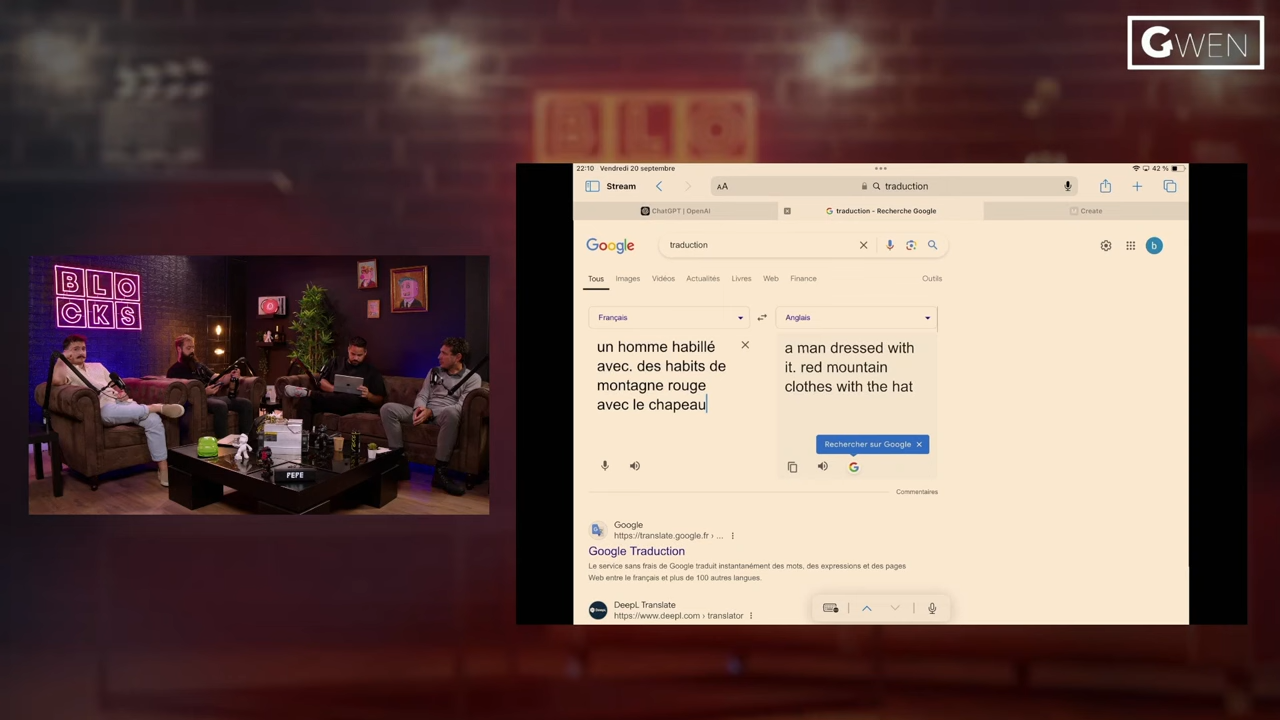 GWEN
BLO
22:10 Vendredi 20 septembre
42 %
Stream
AA
traduction
ChatGPT | OpenAI
traduction - Recherche Google
Create
Google
traduction
b
Tous Images Vidéos Actualités Livres Web Finance
Outils
Français
Anglais
un homme habillé
avec. des habits de
montagne rouge
avec le chapeau
a man dressed with
it. red mountain
clothes with the hat
Rechercher sur Google
Commentaires
Google
https://translate.google.fr › ...
Google Traduction
Le service sans frais de Google traduit instantanément des mots, des expressions et des pages
Web entre le français et plus de 100 autres langues.
DeepL Translate
https://www.deepl.com › translator
BLO
CKS
PEPE